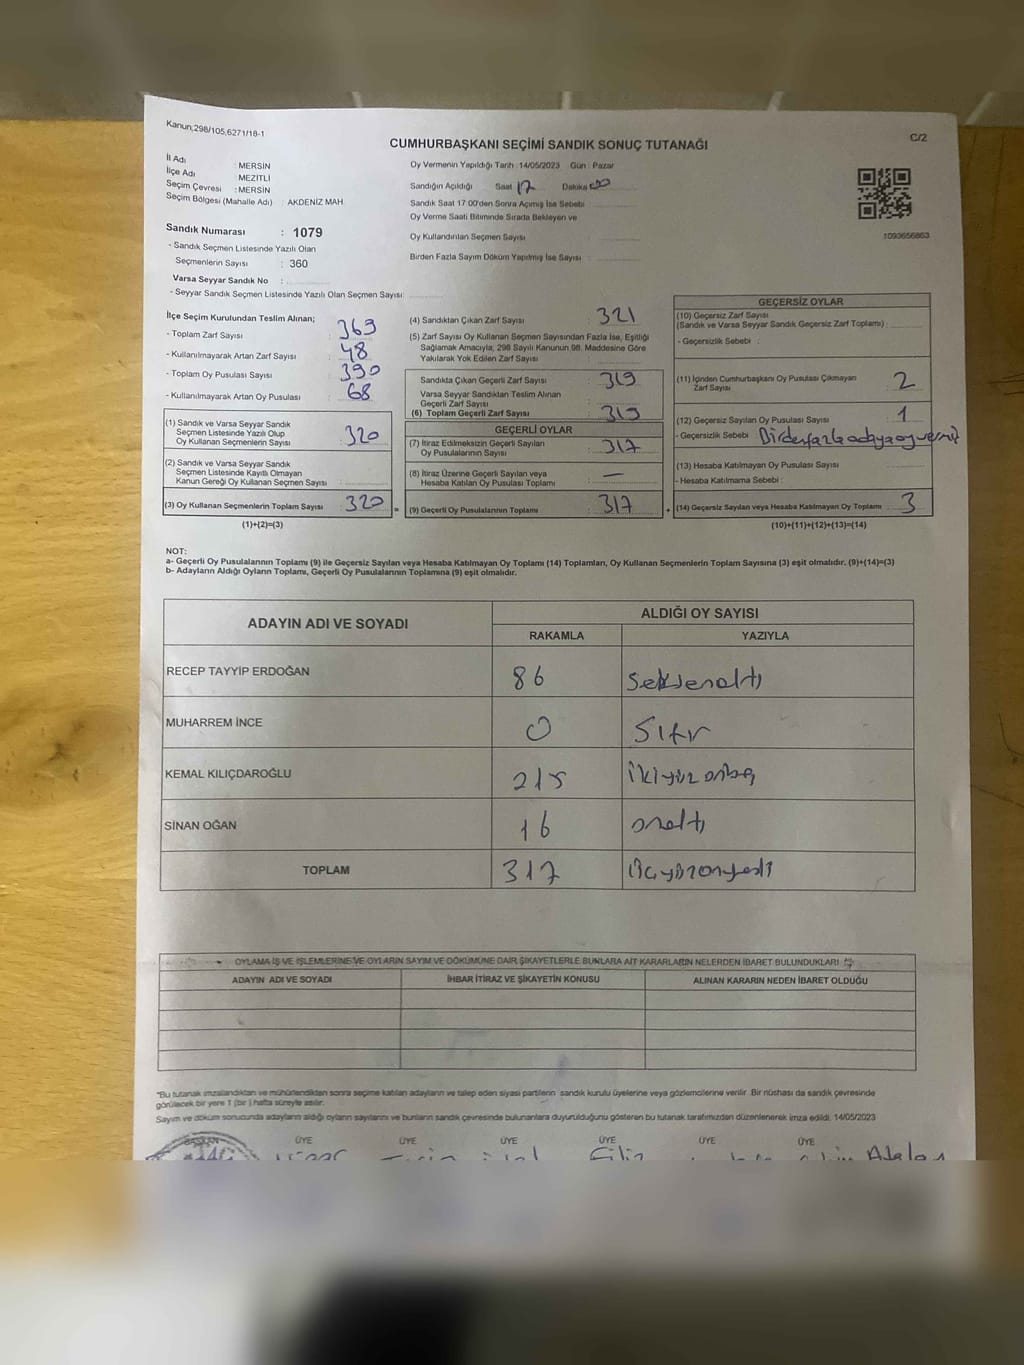 Kanun;298/105,6271/18-1
C/2
CUMHURBAŞKANI SEÇİMİ SANDIK SONUÇ TUTANAĞI
İl Adı : MERSİN
İlçe Adı : MEZİTLİ
Seçim Çevresi : MERSİN
Seçim Bölgesi (Mahalle Adı) : AKDENİZ MAH.
Sandık Numarası : 1079
- Sandık Seçmen Listesinde Yazılı Olan
Seçmenlerin Sayısı : 360
Varsa Seyyar Sandık No :
- Seyyar Sandık Seçmen Listesinde Yazılı Olan Seçmen Sayısı:
Oy Vermenin Yapıldığı Tarih :14/05/2023 Gün : Pazar
Sandığın Açıldığı Saat 17 Dakika 00
Sandık Saat 17:00'den Sonra Açımış İse Sebebi :
Oy Verme Saati Bitiminde Sırada Bekleyen ve
Oy Kullandırılan Seçmen Sayısı :
Birden Fazla Sayım Döküm Yapılmış İse Sayısı :
1093656863
İlçe Seçim Kurulundan Teslim Alınan;
- Toplam Zarf Sayısı : 369
- Kullanılmayarak Artan Zarf Sayısı : 48
- Toplam Oy Pusulası Sayısı : 390
- Kullanılmayarak Artan Oy Pusulası : 68
(1) Sandık ve Varsa Seyyar Sandık
Seçmen Listesinde Yazılı Olup
Oy Kullanan Seçmenlerin Sayısı : 320
(2) Sandık ve Varsa Seyyar Sandık
Seçmen Listesinde Kayıtlı Olmayan
Kanun Gereği Oy Kullanan Seçmen Sayısı :
(3) Oy Kullanan Seçmenlerin Toplam Sayısı : 320
(1)+(2)=(3)
(4) Sandıktan Çıkan Zarf Sayısı : 321
(5) Zarf Sayısı Oy Kullanan Seçmen Sayısından Fazla İse, Eşitliği
Sağlamak Amacıyla; 298 Sayılı Kanunun 98. Maddesine Göre
Yakılarak Yok Edilen Zarf Sayısı :
Sandıkta Çıkan Geçerli Zarf Sayısı : 319
Varsa Seyyar Sandıktan Teslim Alınan
Geçerli Zarf Sayısı :
(6) Toplam Geçerli Zarf Sayısı : 319
GEÇERLİ OYLAR
(7) İtiraz Edilmeksizin Geçerli Sayılan
Oy Pusulalarının Sayısı : 317
(8) İtiraz Üzerine Geçerli Sayılan veya
Hesaba Katılan Oy Pusulası Toplamı : —
= (9) Geçerli Oy Pusulalarının Toplamı : 317
GEÇERSİZ OYLAR
(10) Geçersiz Zarf Sayısı
(Sandık ve Varsa Seyyar Sandık Geçersiz Zarf Toplamı) :
- Geçersizlik Sebebi :
(11) İçinden Cumhurbaşkanı Oy Pusulası Çıkmayan
Zarf Sayısı : 2
(12) Geçersiz Sayılan Oy Pusulası Sayısı : 1
- Geçersizlik Sebebi : Birden fazla adaya oy vermiş
(13) Hesaba Katılmayan Oy Pusulası Sayısı :
- Hesaba Katılmama Sebebi :
+ (14) Geçersiz Sayılan veya Hesaba Katılmayan Oy Toplamı : 3
(10)+(11)+(12)+(13)=(14)
NOT:
a- Geçerli Oy Pusulalarının Toplamı (9) ile Geçersiz Sayılan veya Hesaba Katılmayan Oy Toplamı (14) Toplamları, Oy Kullanan Seçmenlerin Toplam Sayısına (3) eşit olmalıdır. (9)+(14)=(3)
b- Adayların Aldığı Oyların Toplamı, Geçerli Oy Pusulalarının Toplamına (9) eşit olmalıdır.
ADAYIN ADI VE SOYADI ALDIĞI OY SAYISI
RAKAMLA YAZIYLA
RECEP TAYYİP ERDOĞAN 86 Seksenaltı
MUHARREM İNCE 0 Sıfır
KEMAL KILIÇDAROĞLU 215 ikiyüz onbeş
SİNAN OĞAN 16 onaltı
TOPLAM 317 üçyüzonyedi
OYLAMA İŞ VE İŞLEMLERİNE VE OYLARIN SAYIM VE DÖKÜMÜNE DAİR ŞİKAYETLERLE BUNLARA AİT KARARLARIN NELERDEN İBARET BULUNDUKLARI
ADAYIN ADI VE SOYADI İHBAR İTİRAZ VE ŞİKAYETİN KONUSU ALINAN KARARIN NEDEN İBARET OLDUĞU
*Bu tutanak imzalandıktan ve mühürlendikten sonra seçime katılan adayların ve talep eden siyasi partilerin sandık kurulu üyelerine veya gözlemcilerine verilir. Bir nüshası da sandık çevresinde
görülecek bir yere 1 (bir) hafta süreyle asılır.
Sayım ve döküm sonucunda adayların aldığı oyların sayılarını ve bunların sandık çevresinde bulunanlara duyurulduğunu gösteren bu tutanak tarafımızdan düzenlenerek imza edildi. 14/05/2023
BAŞKAN ÜYE ÜYE ÜYE ÜYE ÜYE ÜYE